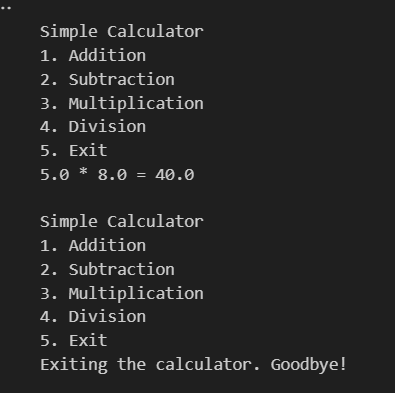 ..
Simple Calculator
1. Addition
2. Subtraction
3. Multiplication
4. Division
5. Exit
5.0 * 8.0 = 40.0
Simple Calculator
1. Addition
2. Subtraction
3. Multiplication
4. Division
5. Exit
Exiting the calculator. Goodbye!